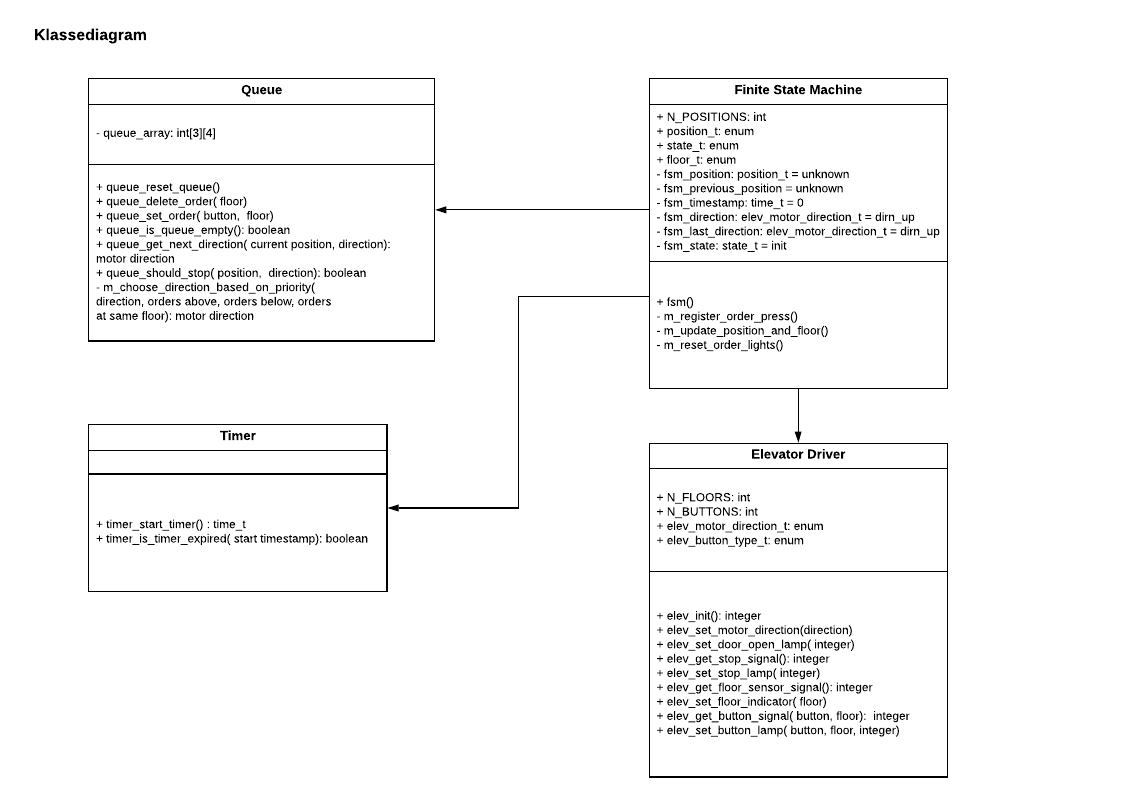 Klassediagram
Queue
- queue_array: int[3][4]
+ queue_reset_queue()
+ queue_delete_order( floor)
+ queue_set_order( button,  floor)
+ queue_is_queue_empty(): boolean
+ queue_get_next_direction( current position, direction):
motor direction
+ queue_should_stop( position,  direction): boolean
- m_choose_direction_based_on_priority(
direction, orders above, orders below, orders
at same floor): motor direction
Finite State Machine
+ N_POSITIONS: int
+ position_t: enum
+ state_t: enum
+ floor_t: enum
- fsm_position: position_t = unknown
- fsm_previous_position = unknown
- fsm_timestamp: time_t = 0
- fsm_direction: elev_motor_direction_t = dirn_up
- fsm_last_direction: elev_motor_direction_t = dirn_up
- fsm_state: state_t = init
+ fsm()
- m_register_order_press()
- m_update_position_and_floor()
- m_reset_order_lights()
Timer
+ timer_start_timer() : time_t
+ timer_is_timer_expired( start timestamp): boolean
Elevator Driver
+ N_FLOORS: int
+ N_BUTTONS: int
+ elev_motor_direction_t: enum
+ elev_button_type_t: enum
+ elev_init(): integer
+ elev_set_motor_direction(direction)
+ elev_set_door_open_lamp( integer)
+ elev_get_stop_signal(): integer
+ elev_set_stop_lamp( integer)
+ elev_get_floor_sensor_signal(): integer
+ elev_set_floor_indicator( floor)
+ elev_get_button_signal( button, floor):  integer
+ elev_set_button_lamp( button, floor, integer)